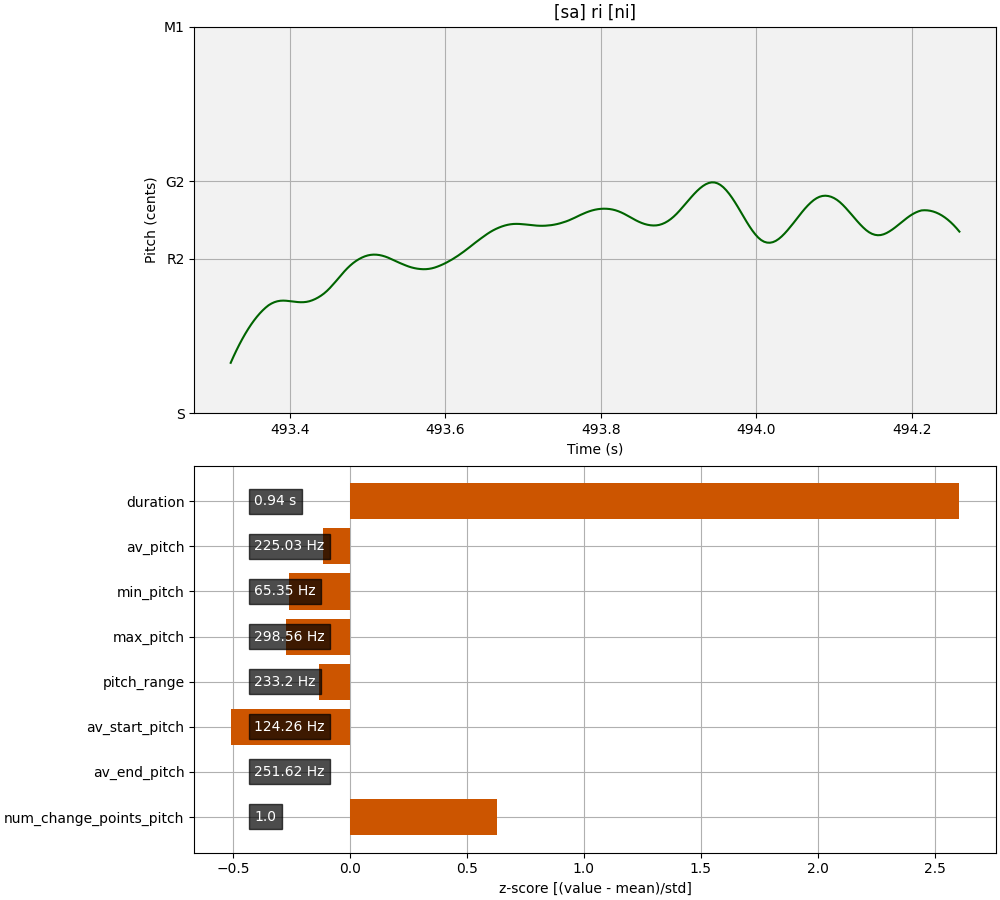 [sa] ri [ni]
M1
G2
R2
S
Pitch (cents)
493.4 493.6 493.8 494.0 494.2
Time (s)
duration 0.94 s
av_pitch 225.03 Hz
min_pitch 65.35 Hz
max_pitch 298.56 Hz
pitch_range 233.2 Hz
av_start_pitch 124.26 Hz
av_end_pitch 251.62 Hz
num_change_points_pitch 1.0
−0.5 0.0 0.5 1.0 1.5 2.0 2.5
z-score [(value - mean)/std]